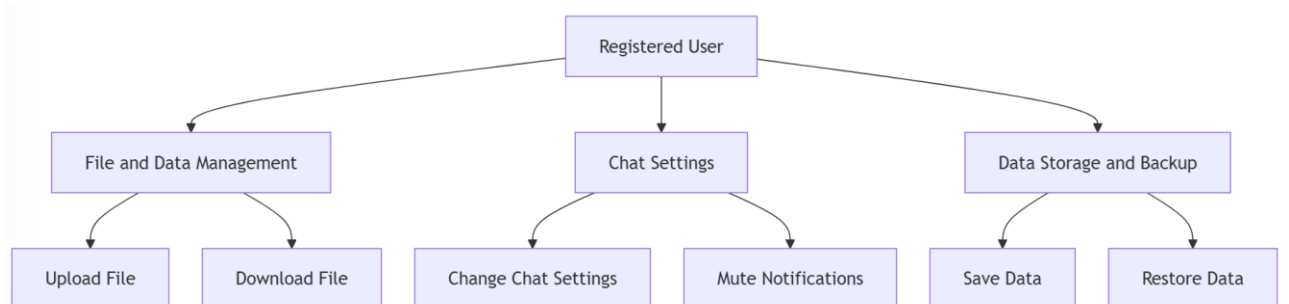 Registered User
File and Data Management
Chat Settings
Data Storage and Backup
Upload File
Download File
Change Chat Settings
Mute Notifications
Save Data
Restore Data